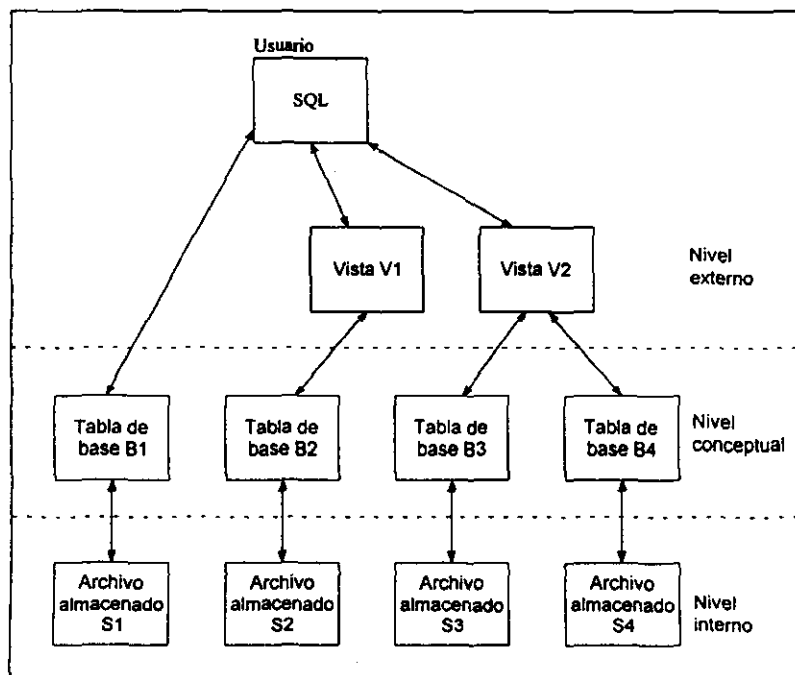 Usuario
SQL
Vista V1
Vista V2
Nivel
externo
Tabla de
base B1
Tabla de
base B2
Tabla de
base B3
Tabla de
base B4
Nivel
conceptual
Archivo
almacenado
S1
Archivo
almacenado
S2
Archivo
almacenado
S3
Archivo
almacenado
S4
Nivel
interno